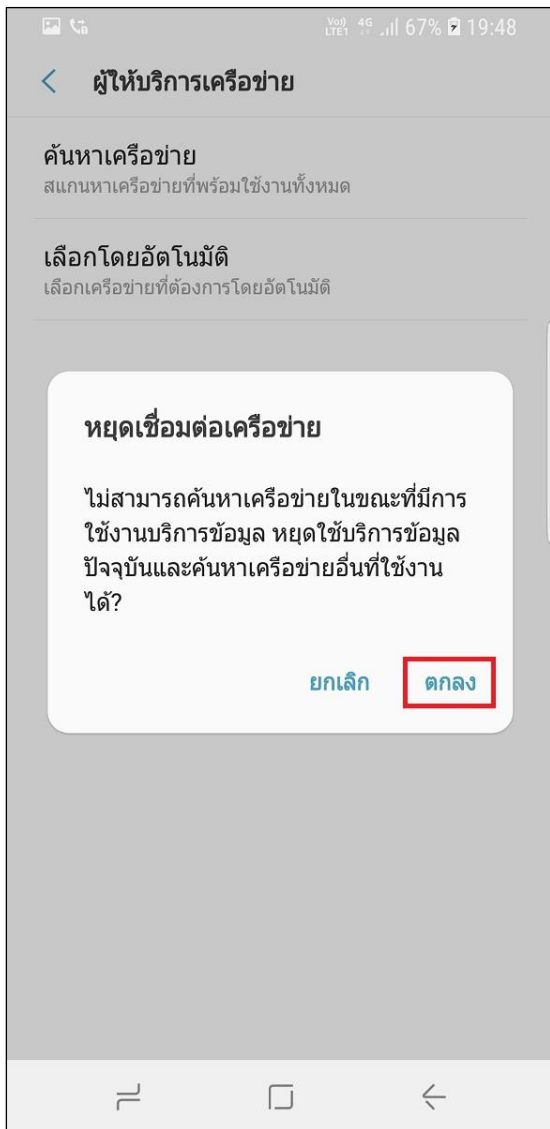 Vo)) LTE1 4G 67% 19:48
ผู้ให้บริการเครือข่าย
ค้นหาเครือข่าย
สแกนหาเครือข่ายที่พร้อมใช้งานทั้งหมด
เลือกโดยอัตโนมัติ
เลือกเครือข่ายที่ต้องการโดยอัตโนมัติ
หยุดเชื่อมต่อเครือข่าย
ไม่สามารถค้นหาเครือข่ายในขณะที่มีการ
ใช้งานบริการข้อมูล หยุดใช้บริการข้อมูล
ปัจจุบันและค้นหาเครือข่ายอื่นที่ใช้งาน
ได้?
ยกเลิก ตกลง